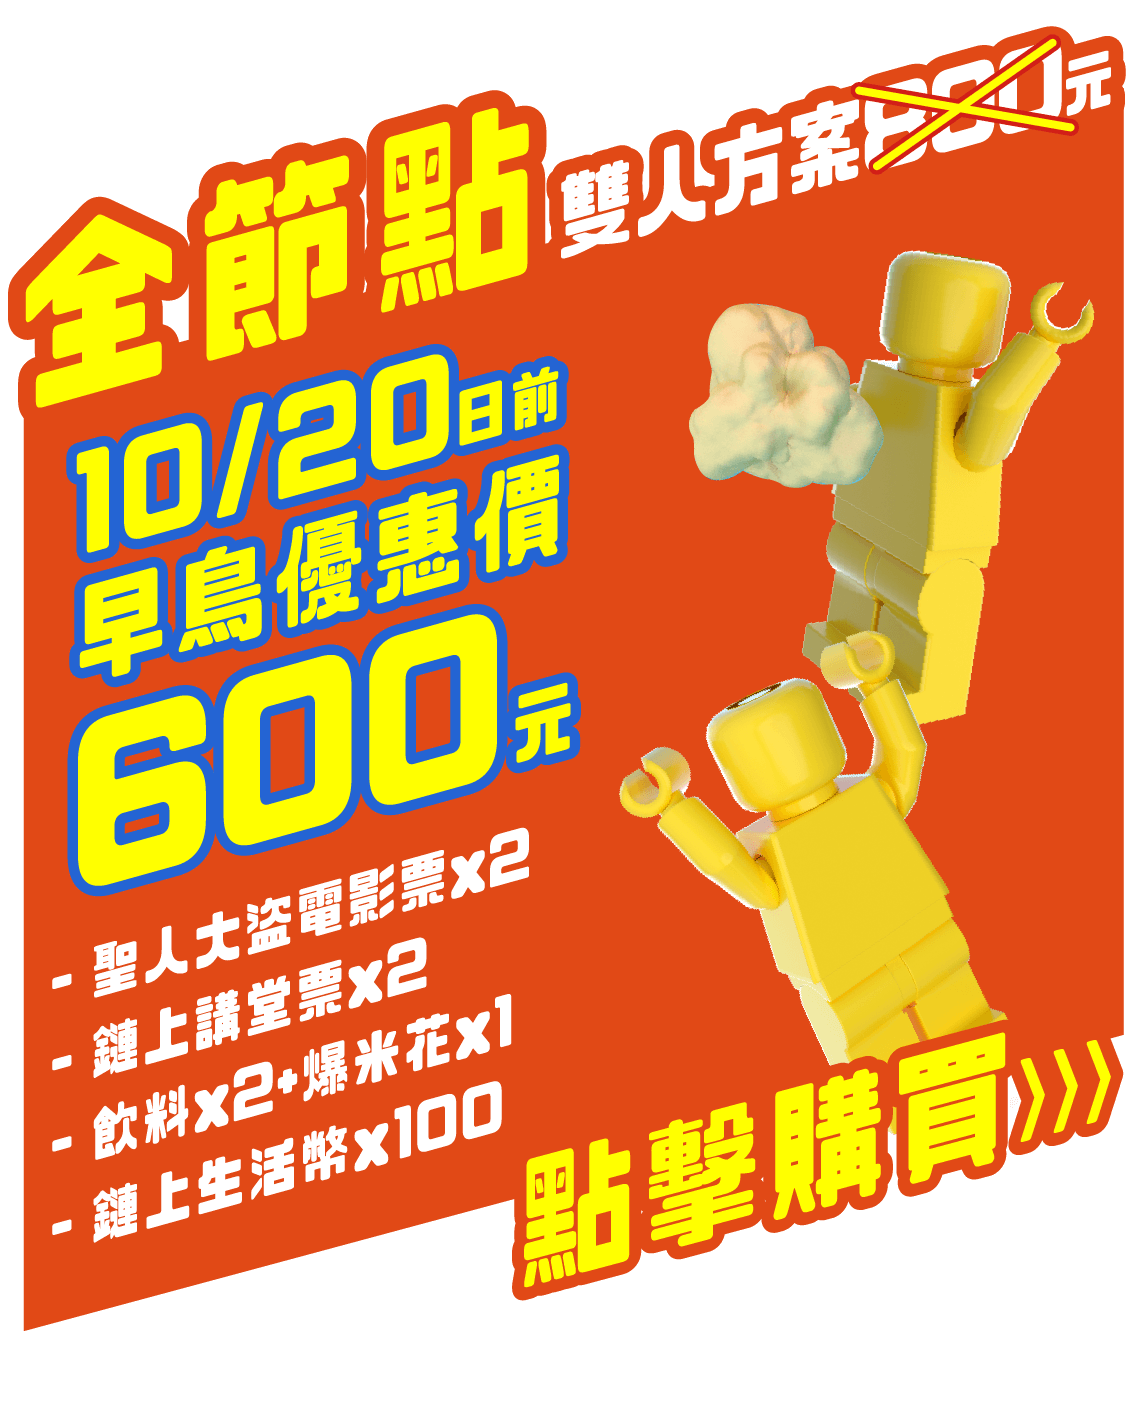 全節點 雙人方案800元
10/20日前
早鳥優惠價
600元
- 聖人大盜電影票x2
- 鏈上講堂票x2
- 飲料x2+爆米花x1
- 鏈上生活幣x100
點擊購買》》》